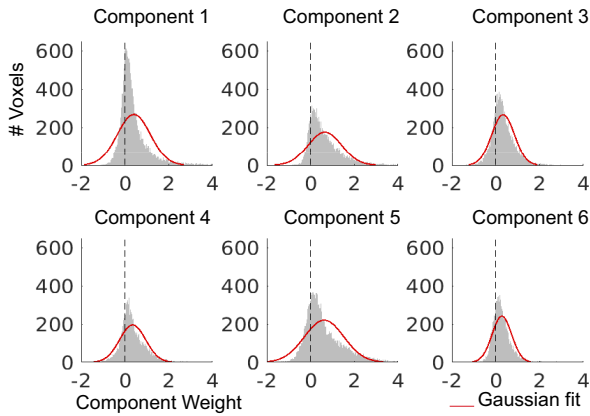 Component 1 Component 2 Component 3
# Voxels
600 600 600
400 400 400
200 200 200
0 0 0
-2 0 2 4 -2 0 2 4 -2 0 2 4
Component 4 Component 5 Component 6
600 600 600
400 400 400
200 200 200
0 0 0
-2 0 2 4 -2 0 2 4 -2 0 2 4
Component Weight
Gaussian fit